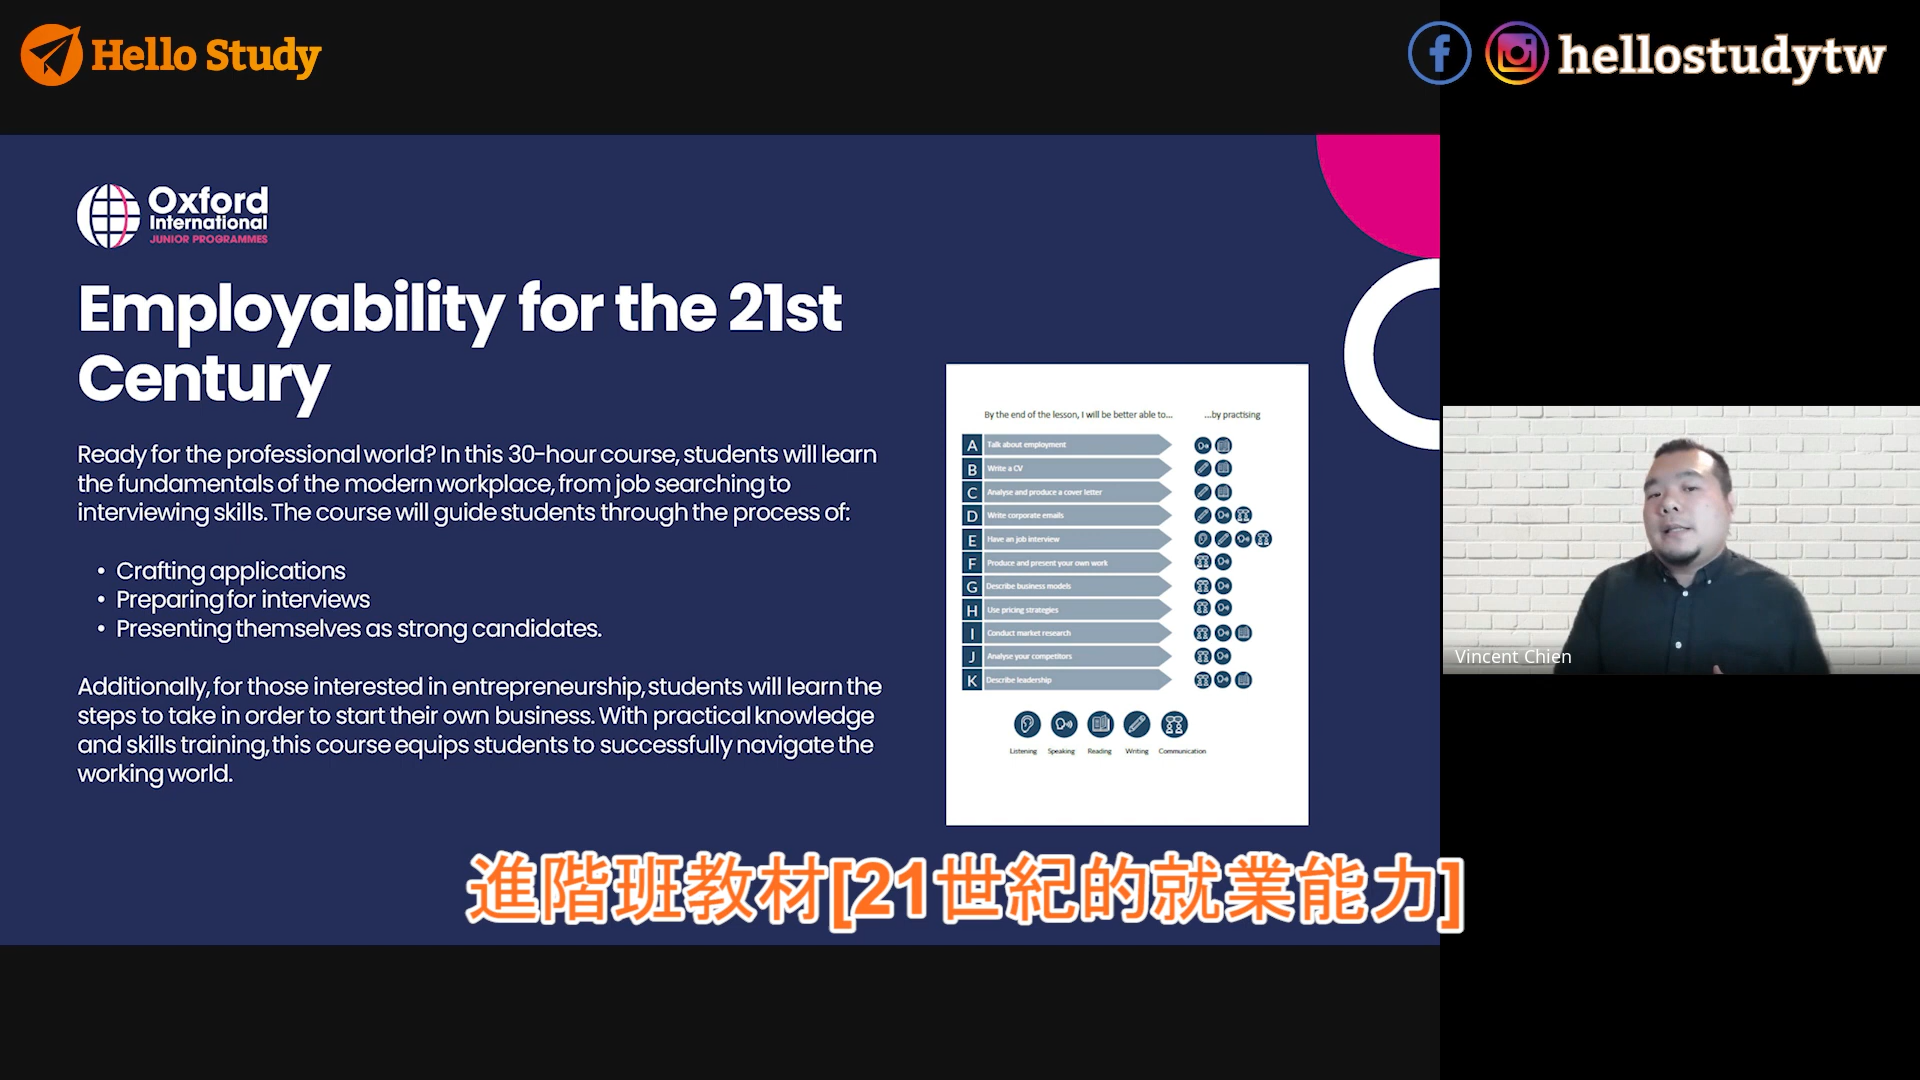 Hello Study
hellostudytw
Oxford
International
JUNIOR PROGRAMMES
Employability for the 21st
Century
Ready for the professional world? In this 30-hour course, students will learn
the fundamentals of the modern workplace, from job searching to
interviewing skills. The course will guide students through the process of:
• Crafting applications
• Preparing for interviews
• Presenting themselves as strong candidates.
Additionally, for those interested in entrepreneurship, students will learn the
steps to take in order to start their own business. With practical knowledge
and skills training, this course equips students to successfully navigate the
working world.
By the end of the lesson, I will be better able to... ...by practising
A Talk about employment
B Write a CV
C Analyse and produce a cover letter
D Write corporate emails
E Have an job interview
F Produce and present your own work
G Describe business models
H Use pricing strategies
I Conduct market research
J Analyse your competitors
K Describe leadership
Listening Speaking Reading Writing Communication
Vincent Chien
進階班教材[21世紀的就業能力]